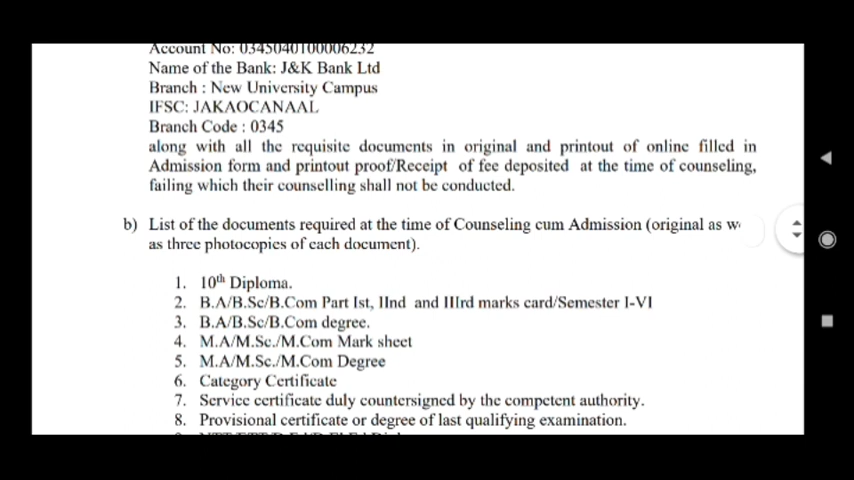 Account No: 0345040100006232
Name of the Bank: J&K Bank Ltd
Branch : New University Campus
IFSC: JAKAOCANAAL
Branch Code : 0345
along with all the requisite documents in original and printout of online filled in
Admission form and printout proof/Receipt of fee deposited at the time of counseling,
failing which their counselling shall not be conducted.
b) List of the documents required at the time of Counseling cum Admission (original as
as three photocopies of each document).
1. 10th Diploma.
2. B.A/B.Sc/B.Com Part Ist, IInd and IIIrd marks card/Semester I-VI
3. B.A/B.Sc/B.Com degree.
4. M.A/M.Sc./M.Com Mark sheet
5. M.A/M.Sc./M.Com Degree
6. Category Certificate
7. Service certificate duly countersigned by the competent authority.
8. Provisional certificate or degree of last qualifying examination.